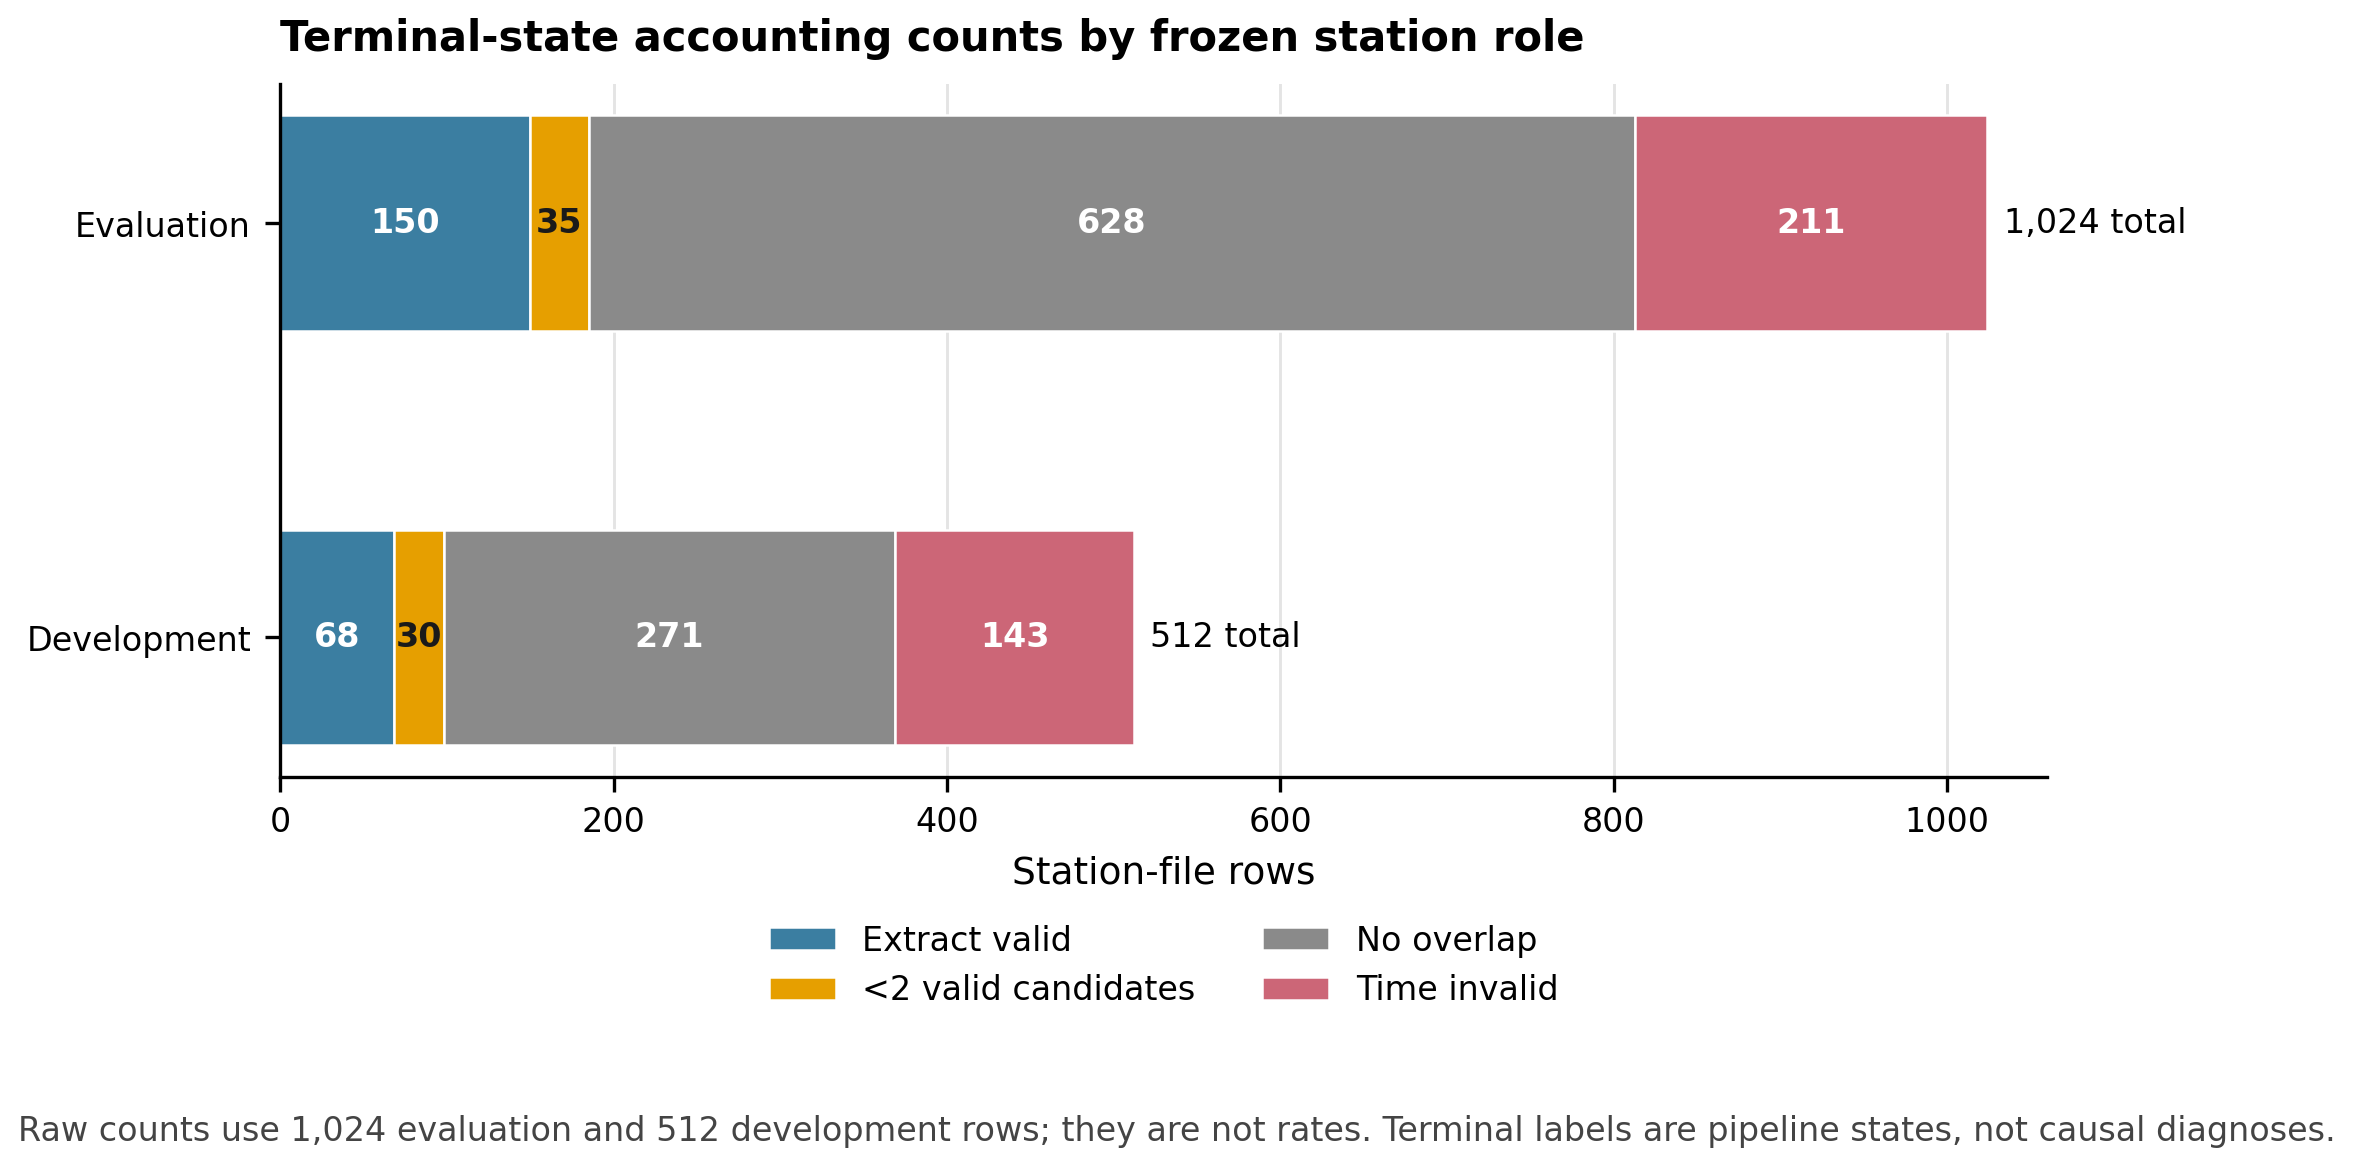 Terminal-state accounting counts by frozen station role
Evaluation
150
35
628
211
1,024 total
Development
68
30
271
143
512 total
0
200
400
600
800
1000
Station-file rows
Extract valid
No overlap
<2 valid candidates
Time invalid
Raw counts use 1,024 evaluation and 512 development rows; they are not rates. Terminal labels are pipeline states, not causal diagnoses.